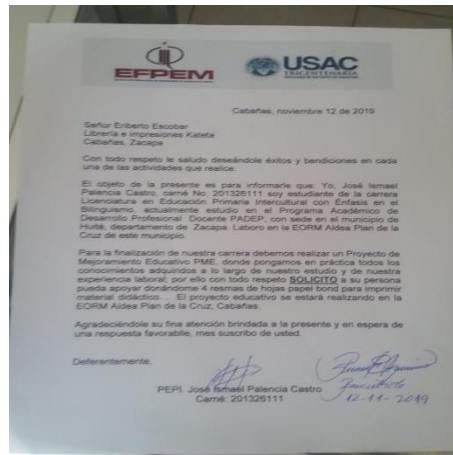 EFPEM
USAC
TRICENTENARIA
Cabañas, noviembre 12 de 2019
Señor Eriberto Escobar
Librería e impresiones Kateta
Cabañas, Zacapa
Con todo respeto le saludo deseándole éxitos y bendiciones en cada
una de las actividades que realice.
El objeto de la presente es para informarle que: Yo, José Ismael
Palencia Castro, carné No. 201326111 soy estudiante de la carrera
Licenciatura en Educación Primaria Intercultural con Énfasis en el
Bilingüismo, actualmente estudio en el Programa Académico de
Desarrollo Profesional Docente PADEP, con sede en el municipio de
Huité, departamento de Zacapa. Laboro en la EORM Aldea Plan de la
Cruz de este municipio.
Para la finalización de nuestra carrera debemos realizar un Proyecto de
Mejoramiento Educativo PME, donde pongamos en práctica todos los
conocimientos adquiridos a lo largo de nuestro estudio y de nuestra
experiencia laboral, por ello con todo respeto SOLICITO a su persona
pueda apoyar donándome 4 resmas de hojas papel bond para imprimir
material didáctico. . El proyecto educativo se estará realizando en la
EORM Aldea Plan de la Cruz, Cabañas.
Agradeciéndole su fina atención brindada a la presente y en espera de
una respuesta favorable, mes suscribo de usted.
Deferentemente,
PEPI. José Ismael Palencia Castro
Carné: 201326111
12-11-2019